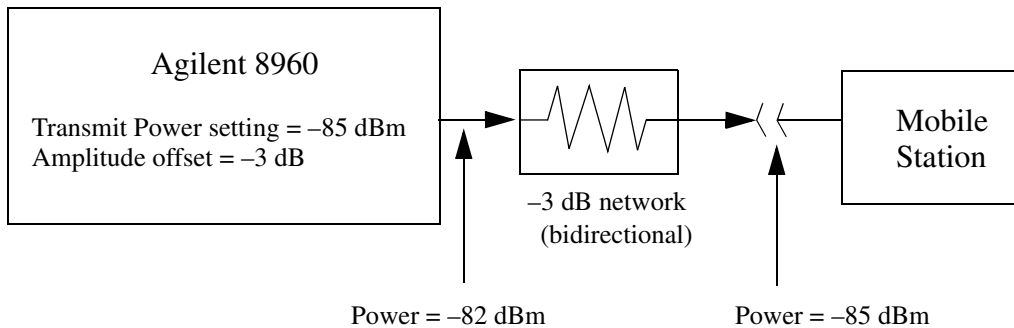 Agilent 8960
Transmit Power setting = –85 dBm
Amplitude offset = –3 dB
–3 dB network
(bidirectional)
Mobile
Station
Power = –82 dBm
Power = –85 dBm